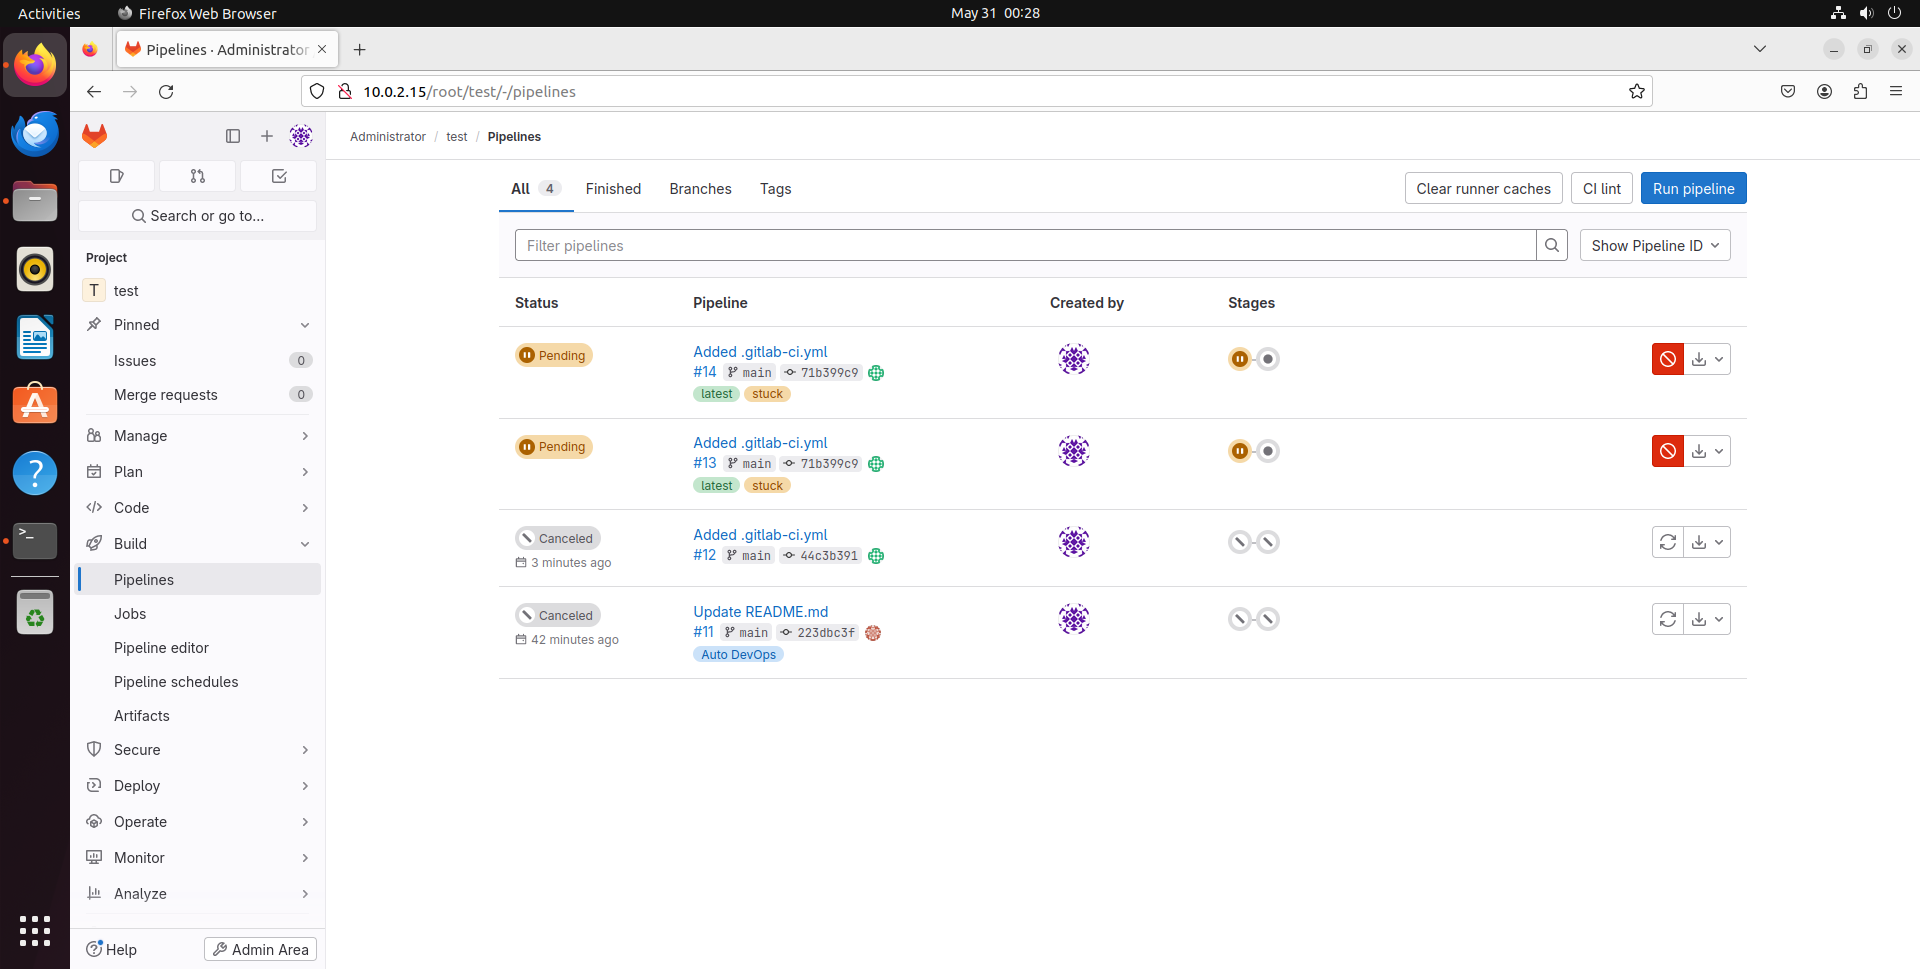 Activities
Firefox Web Browser
May 31 00:28
Pipelines · Administrator
10.0.2.15/root/test/-/pipelines
Administrator / test / Pipelines
Search or go to...
Project
T test
Pinned
Issues 0
Merge requests 0
Manage
Plan
Code
Build
Pipelines
Jobs
Pipeline editor
Pipeline schedules
Artifacts
Secure
Deploy
Operate
Monitor
Analyze
Help
Admin Area
All 4 Finished Branches Tags
Clear runner caches CI lint Run pipeline
Filter pipelines
Show Pipeline ID
Status Pipeline Created by Stages
Pending Added .gitlab-ci.yml
#14 main 71b399c9
latest stuck
Pending Added .gitlab-ci.yml
#13 main 71b399c9
latest stuck
Canceled Added .gitlab-ci.yml
3 minutes ago #12 main 44c3b391
Canceled Update README.md
42 minutes ago #11 main 223dbc3f
Auto DevOps